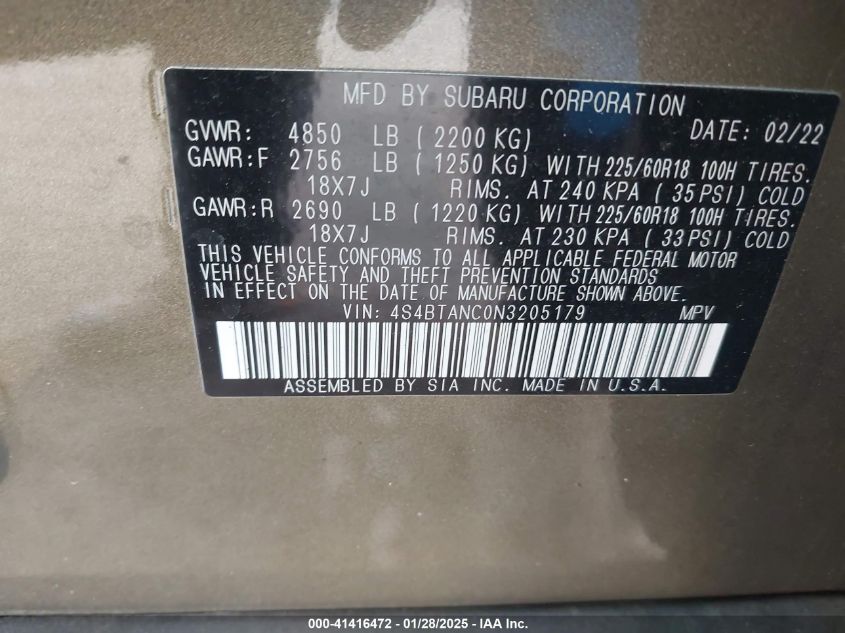 MFD BY SUBARU CORPORATION
GVWR: 4850 LB ( 2200 KG) DATE: 02/22
GAWR:F 2756 LB ( 1250 KG) WITH 225/60R18 100H TIRES.
18X7J RIMS. AT 240 KPA ( 35 PSI) COLD
GAWR:R 2690 LB ( 1220 KG) WITH 225/60R18 100H TIRES.
18X7J RIMS. AT 230 KPA ( 33 PSI) COLD
THIS VEHICLE CONFORMS TO ALL APPLICABLE FEDERAL MOTOR
VEHICLE SAFETY AND THEFT PREVENTION STANDARDS
IN EFFECT ON THE DATE OF MANUFACTURE SHOWN ABOVE.
VIN: 4S4BTANC0N3205179 MPV
ASSEMBLED BY SIA INC. MADE IN U.S.A.
000-41416472 — 01/28/2025 - IAA Inc.